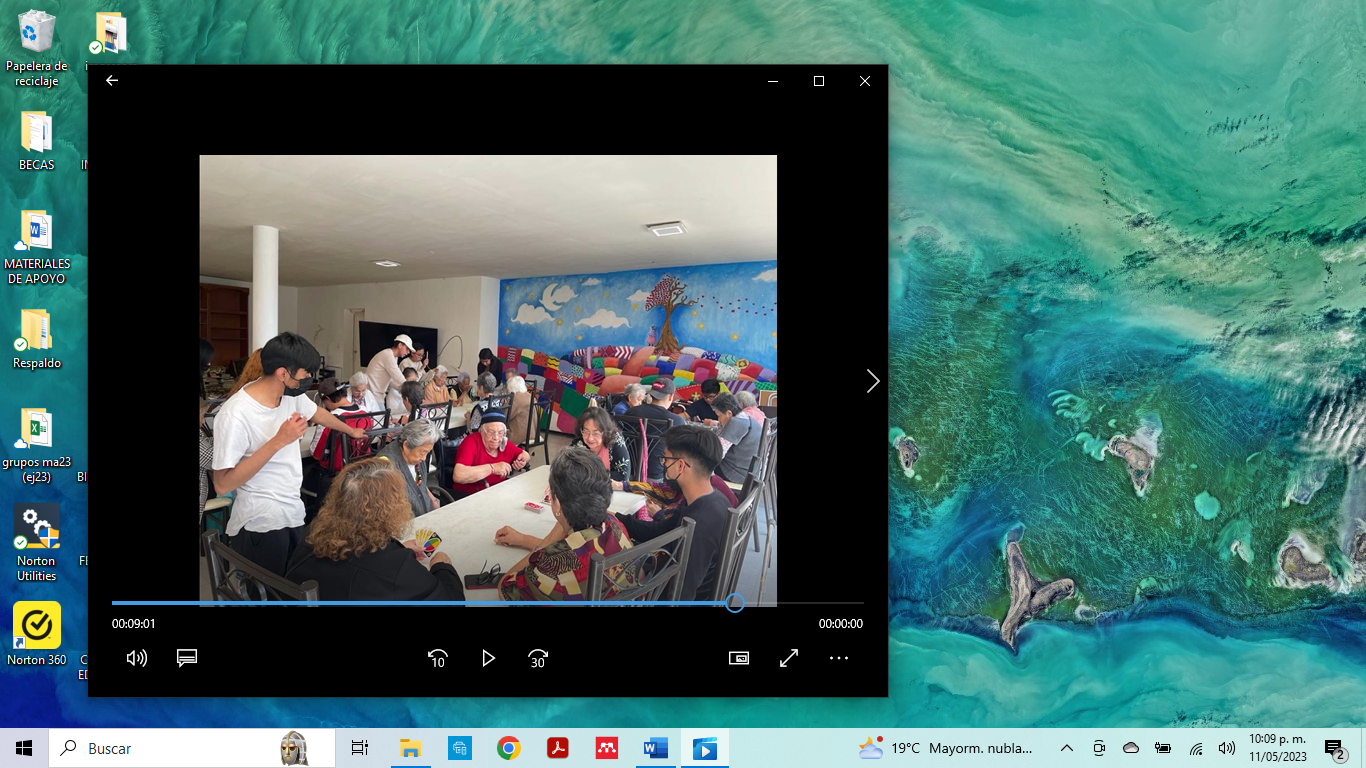 Papelera de
reciclaje
BECAS
MATERIALES
DE APOYO
Respaldo
grupos ma23
(ej23)
Norton
Utilities
Norton 360
00:09:01
00:00:00
10
30
Buscar
19°C Mayorm. nubla...
10:09 p. m.
11/05/2023
2